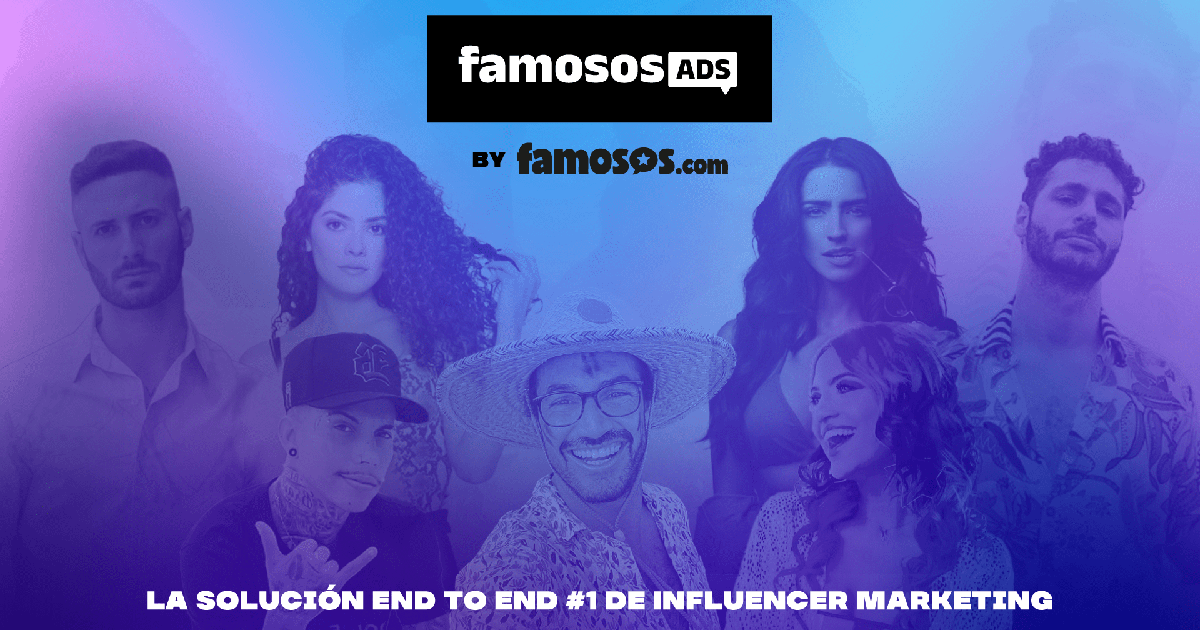 famosos ADS
BY famosos.com
LA SOLUCIÓN END TO END #1 DE INFLUENCER MARKETING